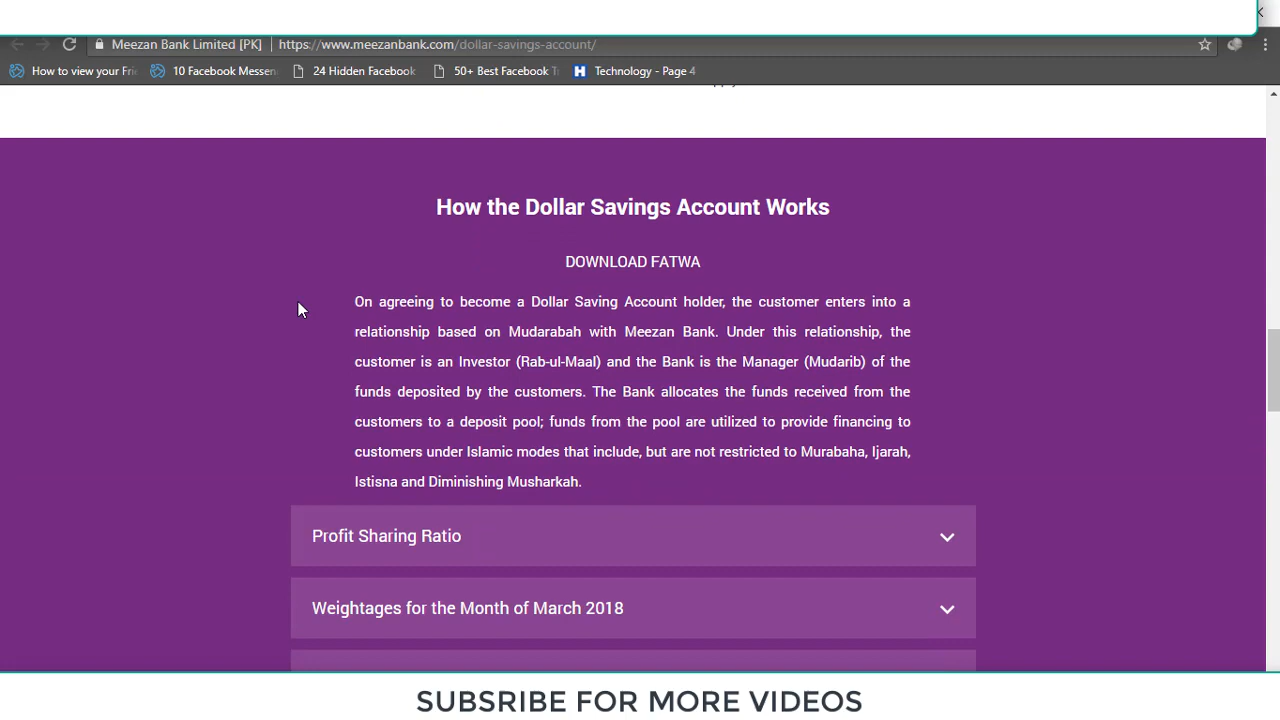 Meezan Bank Limited [PK] https://www.meezanbank.com/dollar-savings-account/
How to view your Frie 10 Facebook Messen 24 Hidden Facebook 50+ Best Facebook Ti H Technology - Page 4
How the Dollar Savings Account Works
DOWNLOAD FATWA
On agreeing to become a Dollar Saving Account holder, the customer enters into a
relationship based on Mudarabah with Meezan Bank. Under this relationship, the
customer is an Investor (Rab-ul-Maal) and the Bank is the Manager (Mudarib) of the
funds deposited by the customers. The Bank allocates the funds received from the
customers to a deposit pool; funds from the pool are utilized to provide financing to
customers under Islamic modes that include, but are not restricted to Murabaha, Ijarah,
Istisna and Diminishing Musharkah.
Profit Sharing Ratio
Weightages for the Month of March 2018
SUBSRIBE FOR MORE VIDEOS